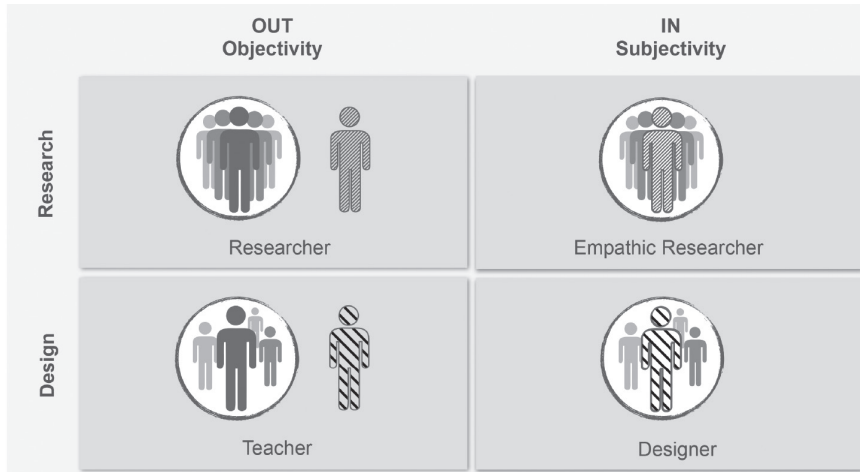 OUT
Objectivity
IN
Subjectivity
Research
Researcher
Empathic Researcher
Design
Teacher
Designer